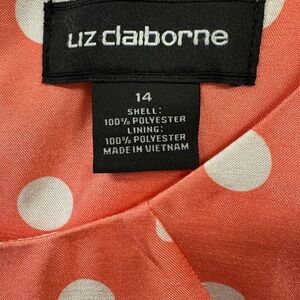 Liz claiborne
14
SHELL:
100% POLYESTER
LINING:
100% POLYESTER
MADE IN VIETNAM